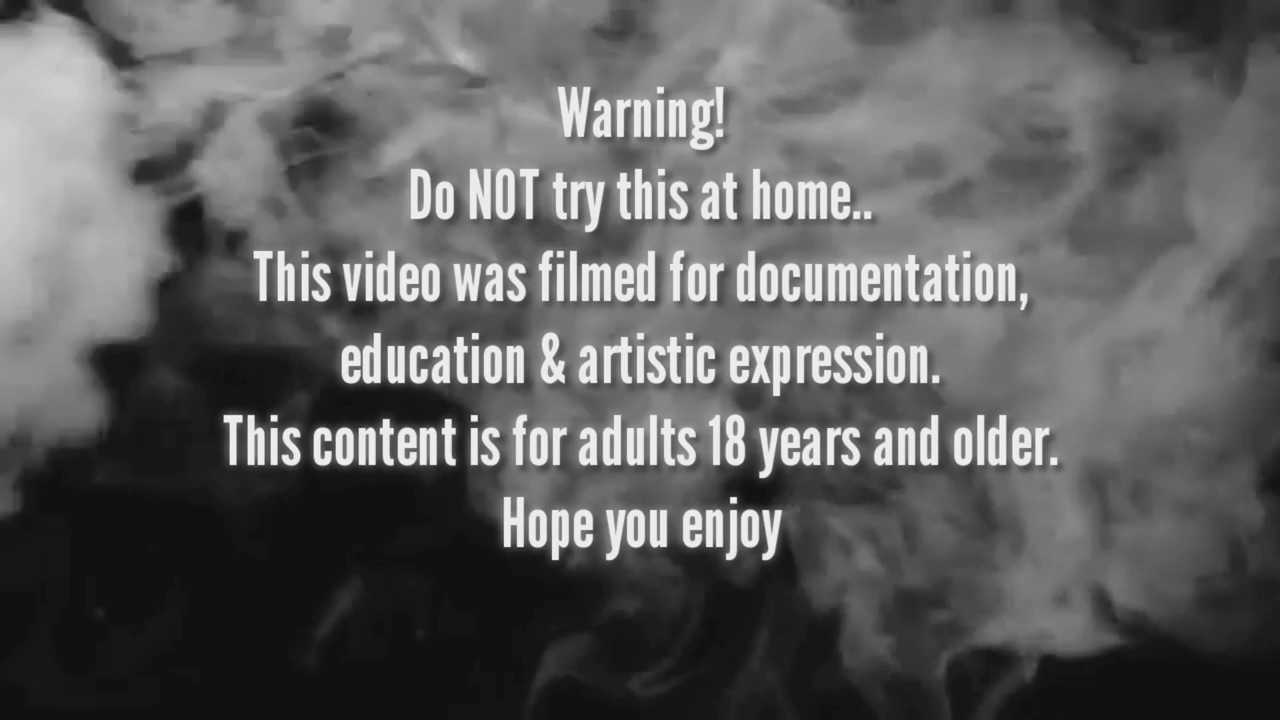 Warning!
Do NOT try this at home..
This video was filmed for documentation,
education & artistic expression.
This content is for adults 18 years and older.
Hope you enjoy